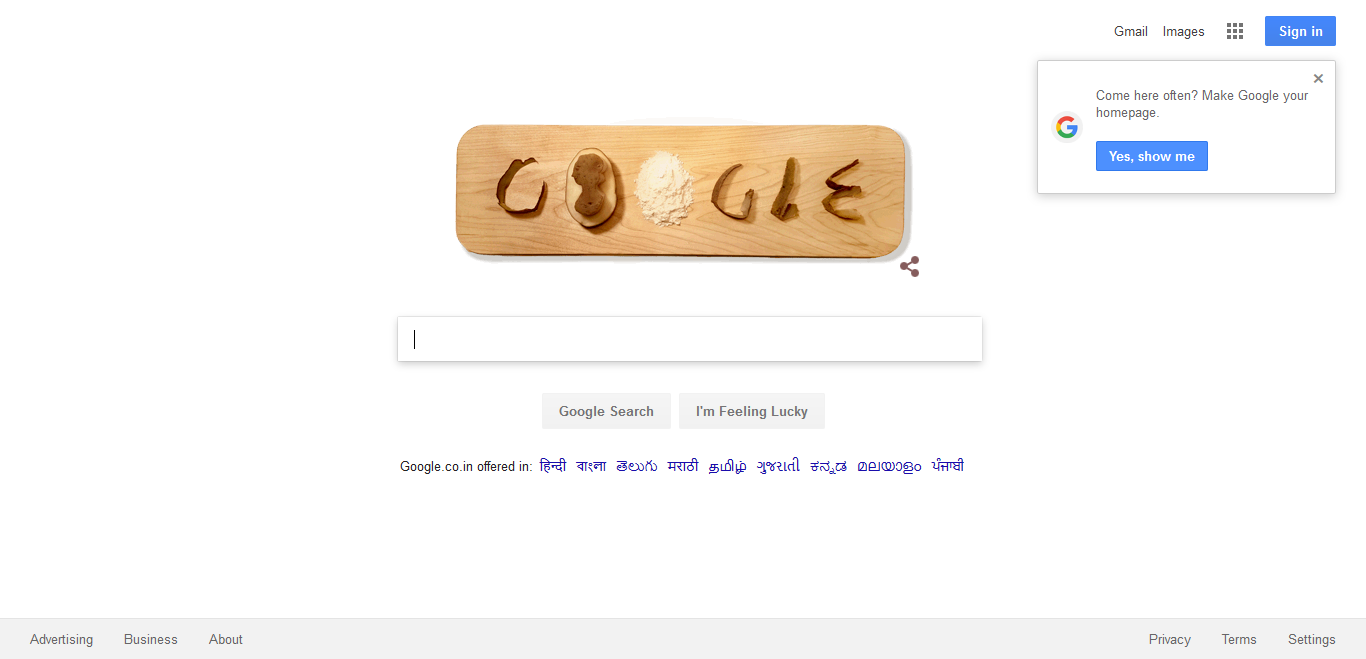 Gmail Images Sign in
Come here often? Make Google your
homepage.
Yes, show me
GOOGLE
Google Search I'm Feeling Lucky
Google.co.in offered in: हिन्दी বাংলা తెలుగు मराठी தமிழ் ગુજરાતી ಕನ್ನಡ മലയാളം ਪੰਜਾਬੀ
Advertising Business About Privacy Terms Settings